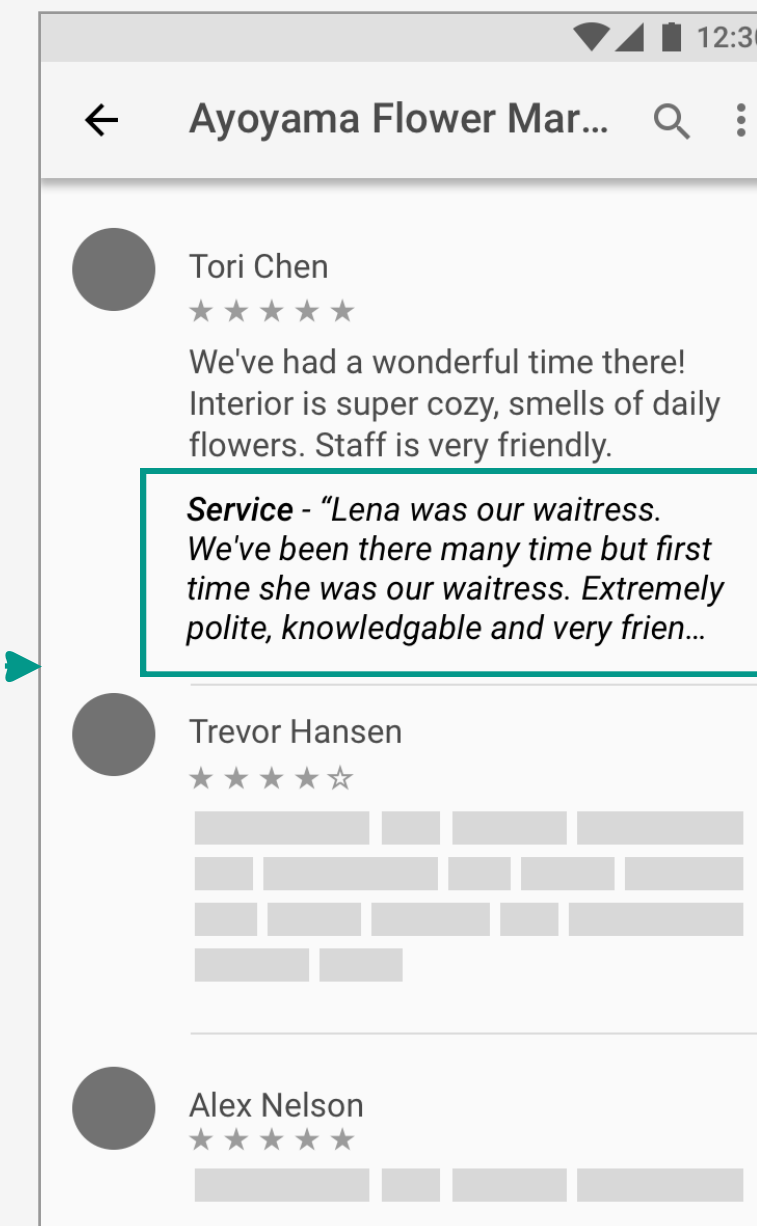 12:30
Ayoyama Flower Mar...
Tori Chen
We've had a wonderful time there!
Interior is super cozy, smells of daily
flowers. Staff is very friendly.
Service - “Lena was our waitress.
We've been there many time but first
time she was our waitress. Extremely
polite, knowledgable and very frien...
Trevor Hansen
Alex Nelson